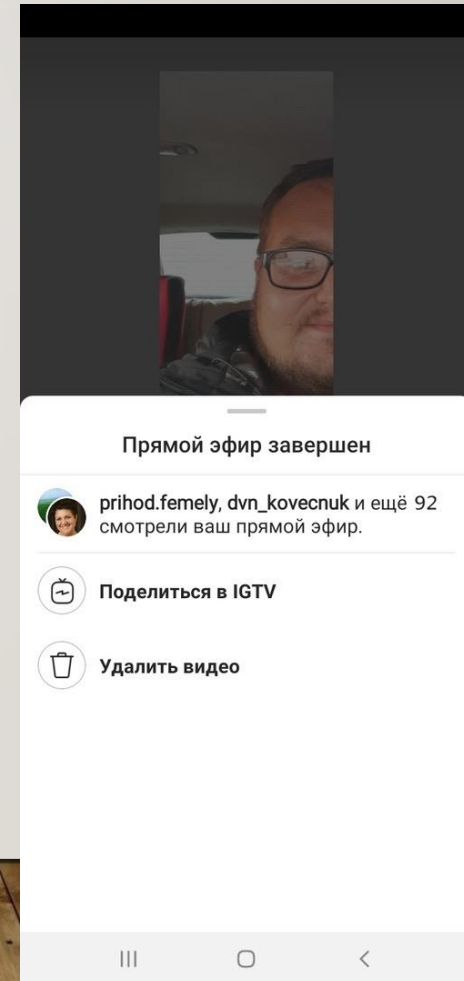 Прямой эфир завершен
prihod.femely, dvn_kovecnuk и ещё 92
смотрели ваш прямой эфир.
Поделиться в IGTV
Удалить видео